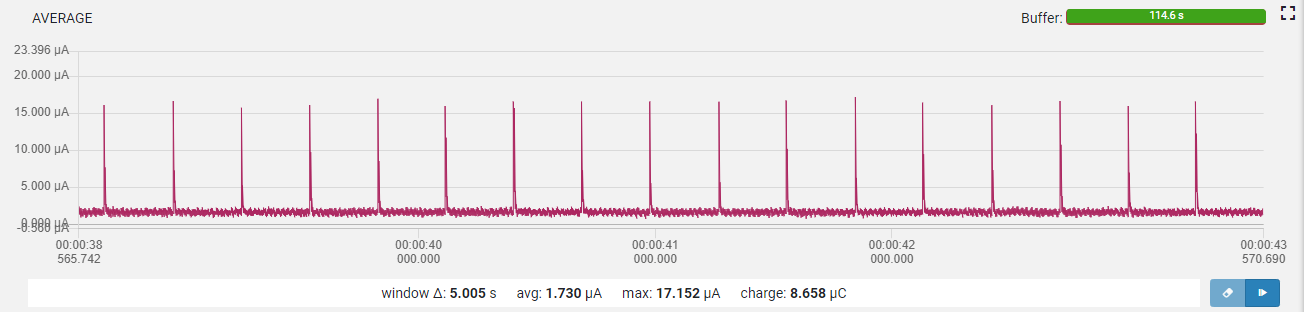 AVERAGE
Buffer: 114.6 s
23.396 µA
20.000 µA
15.000 µA
10.000 µA
5.000 µA
0.000 µA
-0.560 µA
00:00:38 00:00:40 00:00:41 00:00:42 00:00:43
565.742 000.000 000.000 000.000 570.690
window Δ: 5.005 s avg: 1.730 µA max: 17.152 µA charge: 8.658 µC